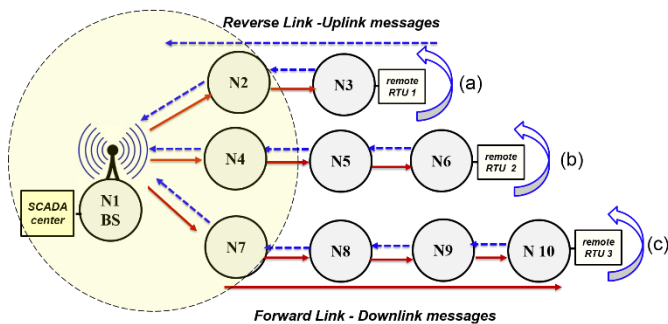 Reverse Link -Uplink messages
N2
N3
remote
RTU 1
(a)
N4
N5
N6
remote
RTU 2
(b)
SCADA
center
N1
BS
N7
N8
N9
N 10
remote
RTU 3
(c)
Forward Link - Downlink messages